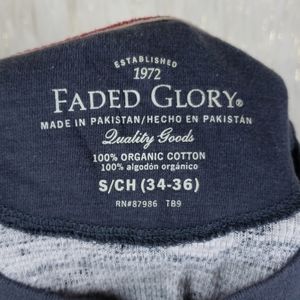 ESTABLISHED
1972
FADED GLORY®
MADE IN PAKISTAN/HECHO EN PAKISTÁN
Quality Goods
100% ORGANIC COTTON
100% algodón orgánico
S/CH (34-36)
RN#87986 TB9